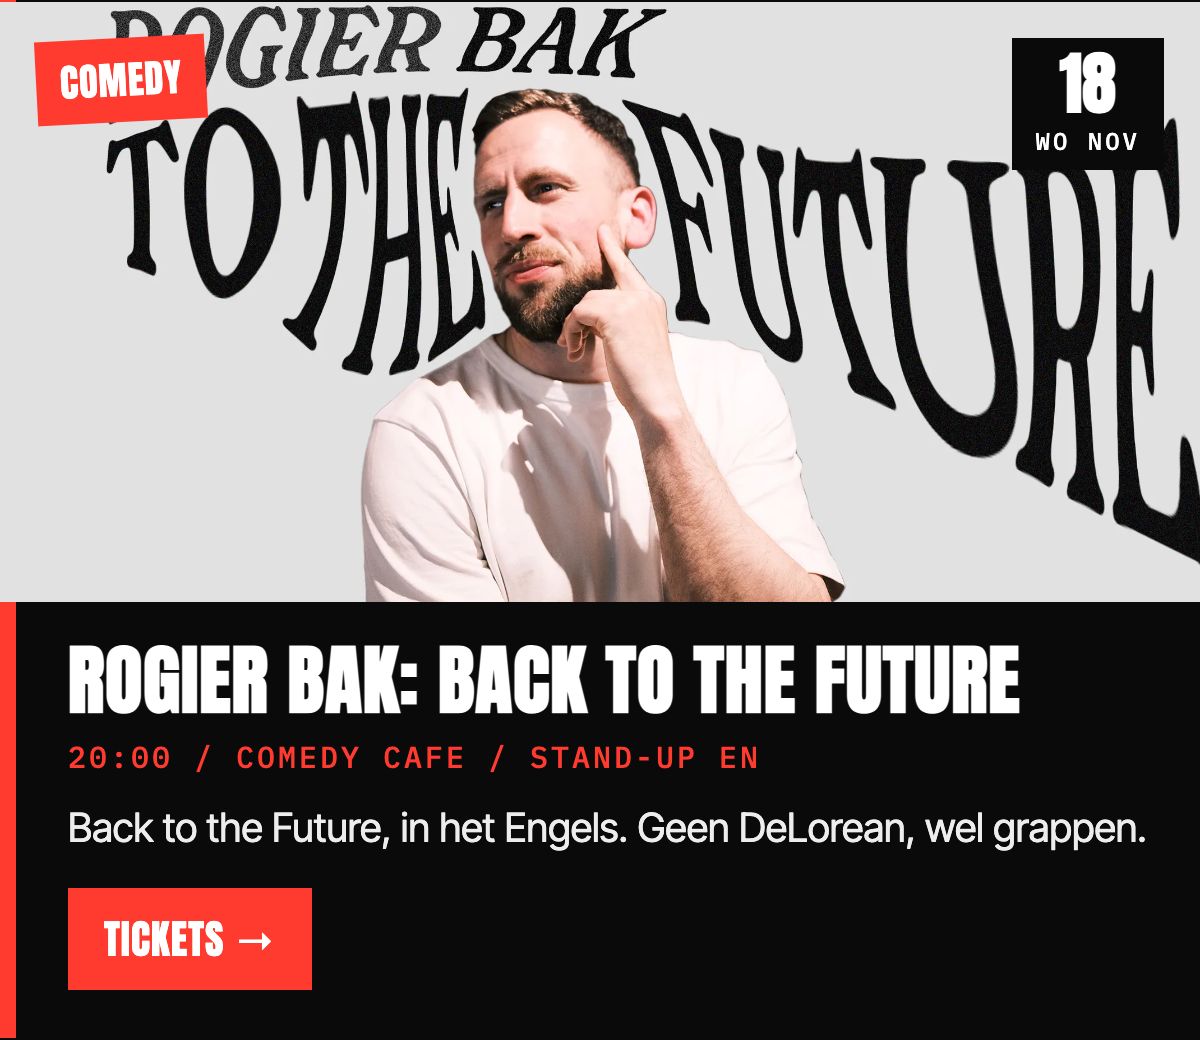 ROGIER BAK
COMEDY
18
WO NOV
TO THE FUTURE
ROGIER BAK: BACK TO THE FUTURE
20:00 / COMEDY CAFE / STAND-UP EN
Back to the Future, in het Engels. Geen DeLorean, wel grappen.
TICKETS →